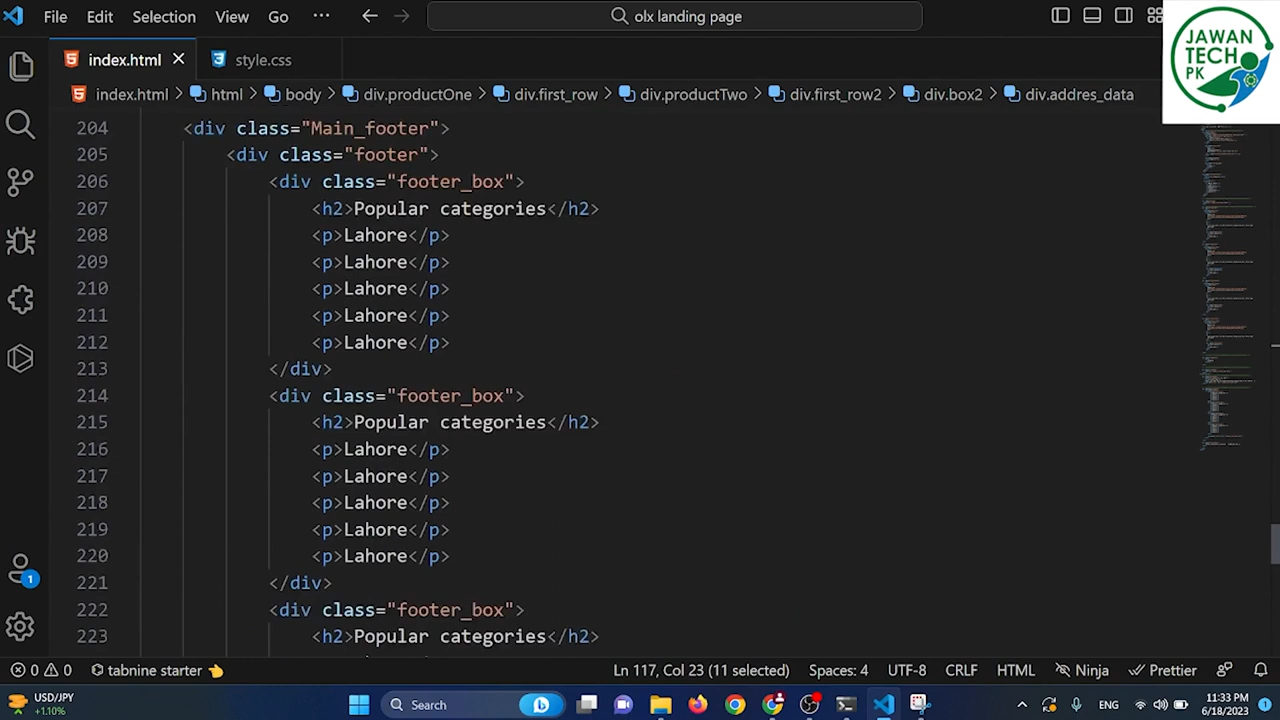 File Edit Selection View Go ··· olx landing page
JAWAN
TECH
PK
index.html style.css
index.html > html > body > div.productOne > div.first_row > div.productTwo > div.first_row2 > div.box2 > div.addres_data
204 <div class="Main_footer">
205 <div class="footer">
206 <div class="footer_box">
207 <h2>Popular categories</h2>
208 <p>Lahore</p>
209 <p>Lahore</p>
210 <p>Lahore</p>
211 <p>Lahore</p>
212 <p>Lahore</p>
213 </div>
214 <div class="footer_box">
215 <h2>Popular categories</h2>
216 <p>Lahore</p>
217 <p>Lahore</p>
218 <p>Lahore</p>
219 <p>Lahore</p>
220 <p>Lahore</p>
221 </div>
222 <div class="footer_box">
223 <h2>Popular categories</h2>
1
0 0 tabnine starter Ln 117, Col 23 (11 selected) Spaces: 4 UTF-8 CRLF HTML Ninja Prettier
USD/JPY
+1.10%
Search
ENG
11:33 PM
6/18/2023
1